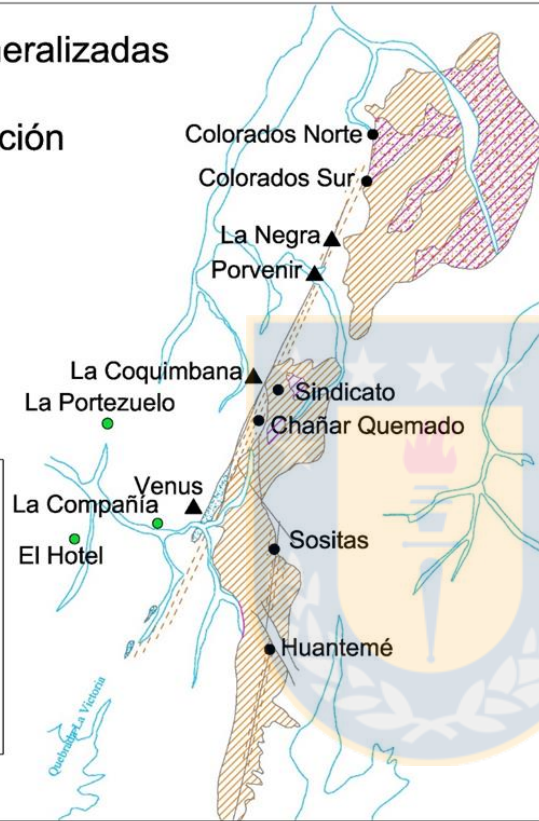 neralizadas
ción
Colorados Norte
Colorados Sur
La Negra
Porvenir
La Coquimbana
Sindicato
La Portezuelo
Chañar Quemado
Venus
La Compañía
Sositas
El Hotel
Huantemé
Quebrada La Victoria